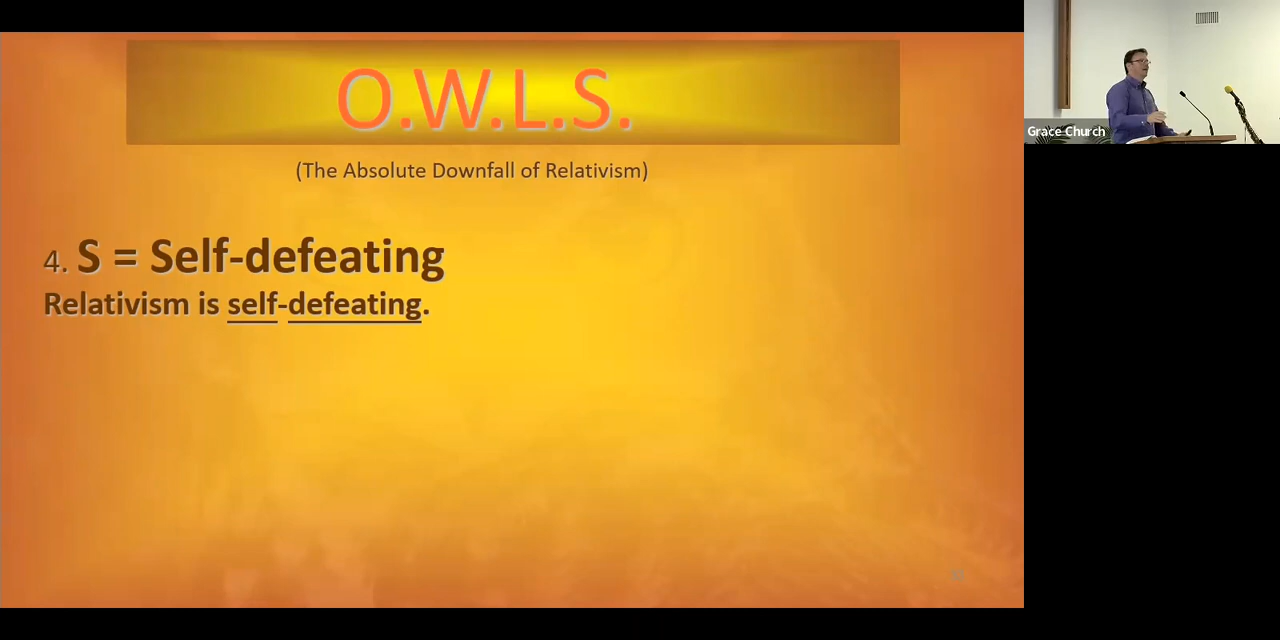 O.W.L.S.
(The Absolute Downfall of Relativism)
4. S = Self-defeating
Relativism is self-defeating.
Grace Church